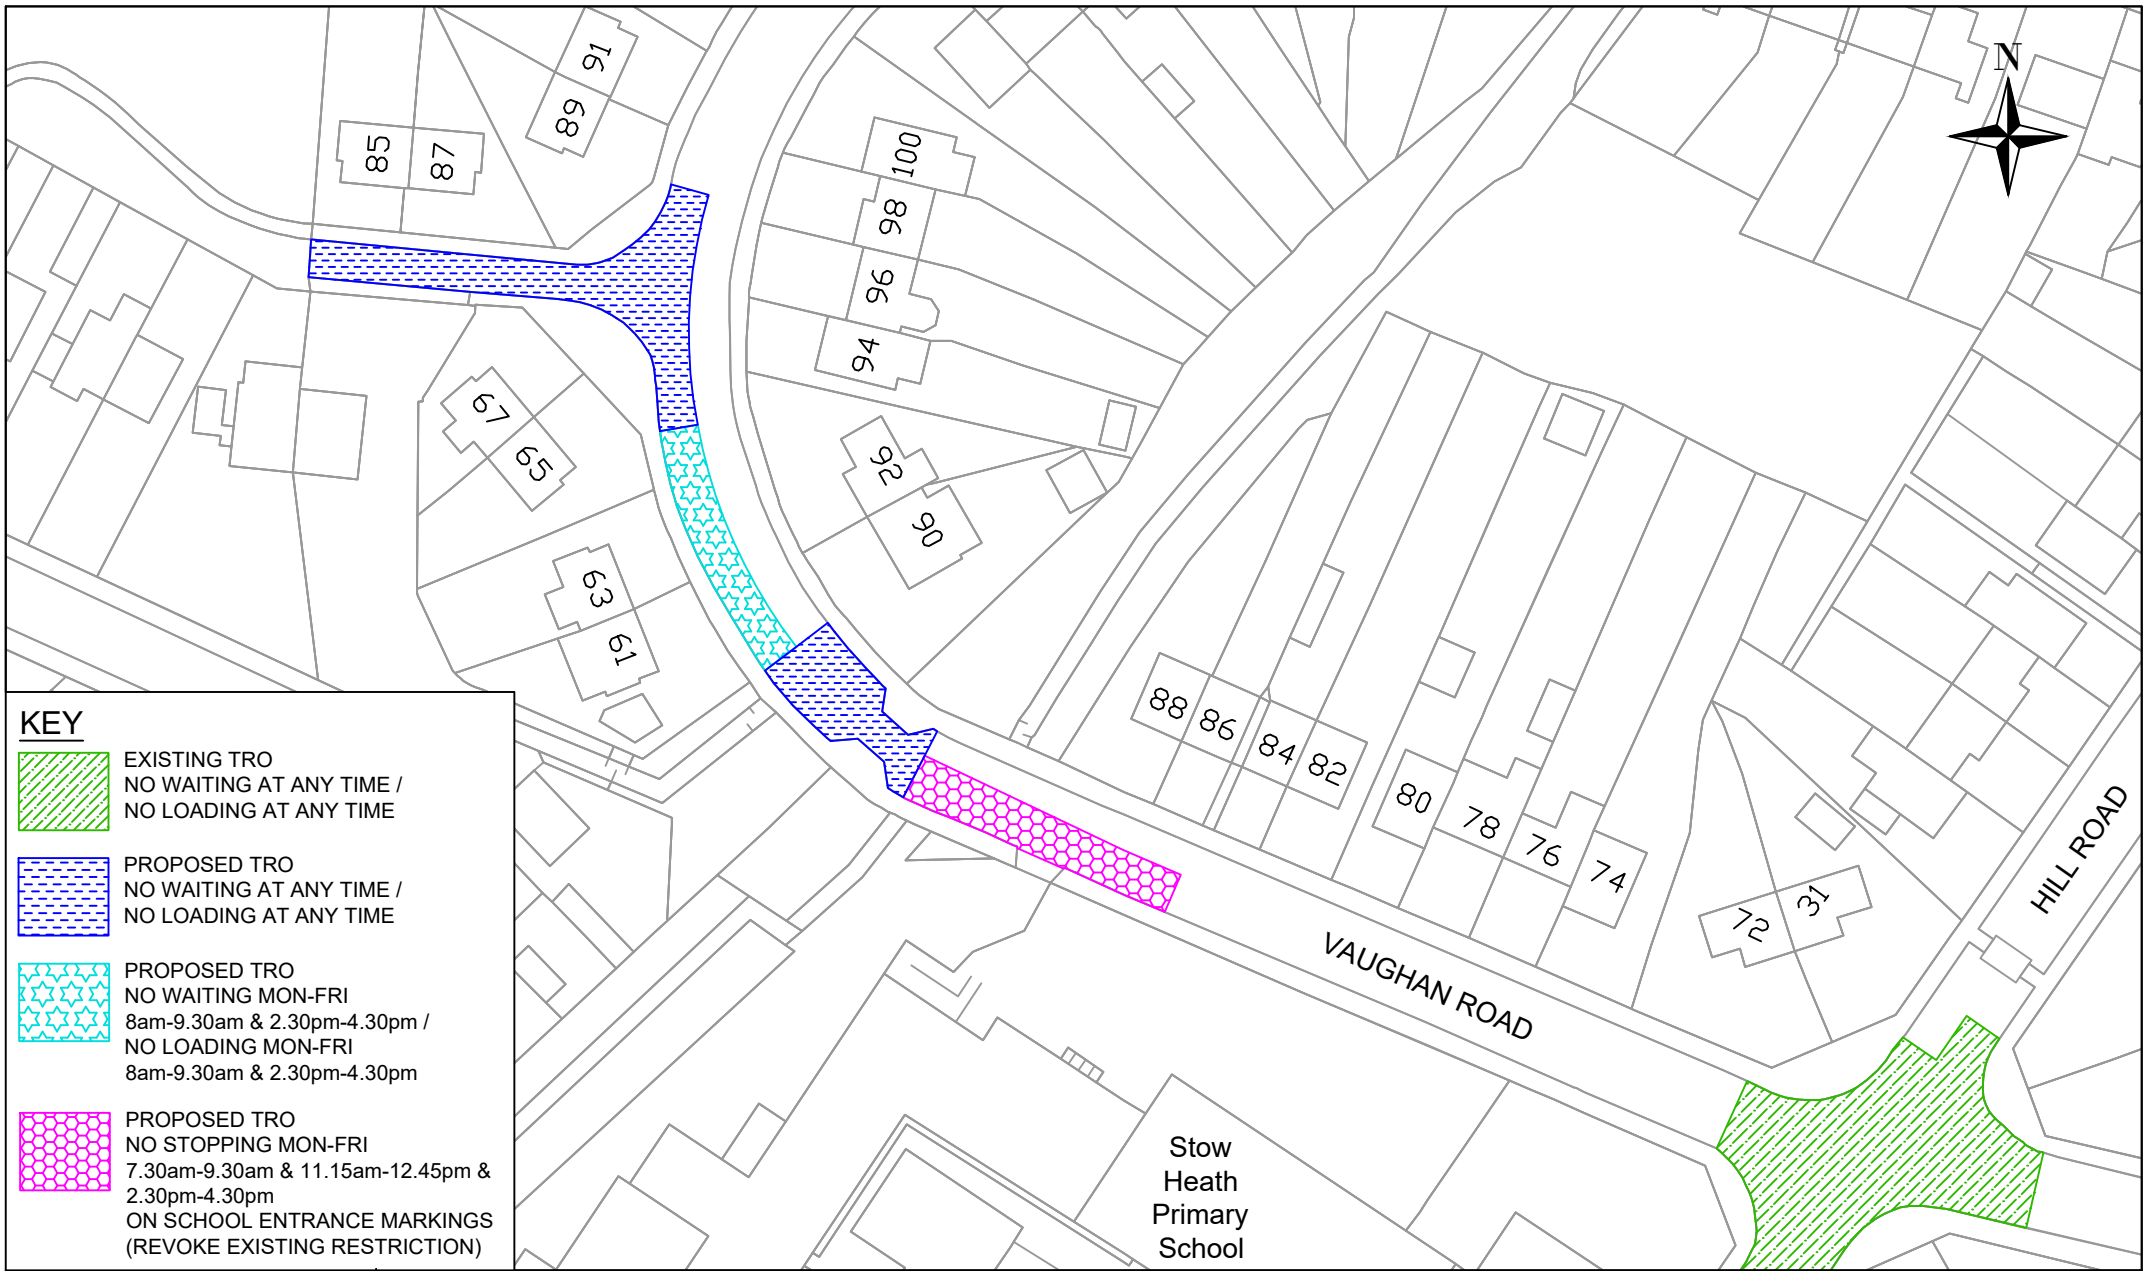 N
91
89
85
87
100
98
96
94
92
90
67
65
63
61
88
86
84
82
80
78
76
74
72
31
HILL ROAD
VAUGHAN ROAD
Stow
Heath
Primary
School
KEY
EXISTING TRO
NO WAITING AT ANY TIME /
NO LOADING AT ANY TIME
PROPOSED TRO
NO WAITING AT ANY TIME /
NO LOADING AT ANY TIME
PROPOSED TRO
NO WAITING MON-FRI
8am-9.30am & 2.30pm-4.30pm /
NO LOADING MON-FRI
8am-9.30am & 2.30pm-4.30pm
PROPOSED TRO
NO STOPPING MON-FRI
7.30am-9.30am & 11.15am-12.45pm &
2.30pm-4.30pm
ON SCHOOL ENTRANCE MARKINGS
(REVOKE EXISTING RESTRICTION)